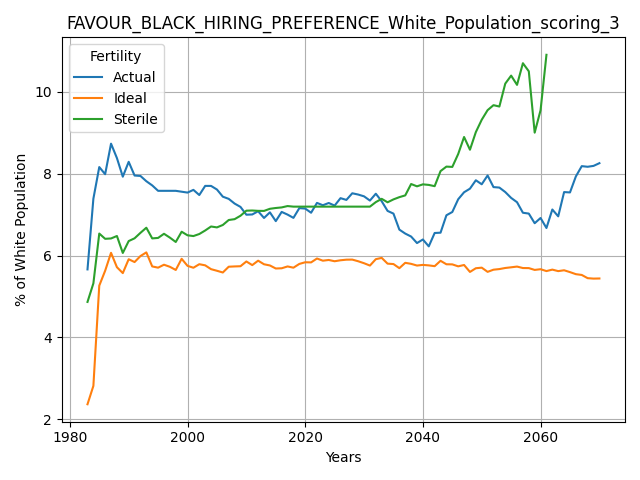 FAVOUR_BLACK_HIRING_PREFERENCE_White_Population_scoring_3
Fertility
Actual
Ideal
Sterile
% of White Population
10
8
6
4
2
1980
2000
2020
2040
2060
Years